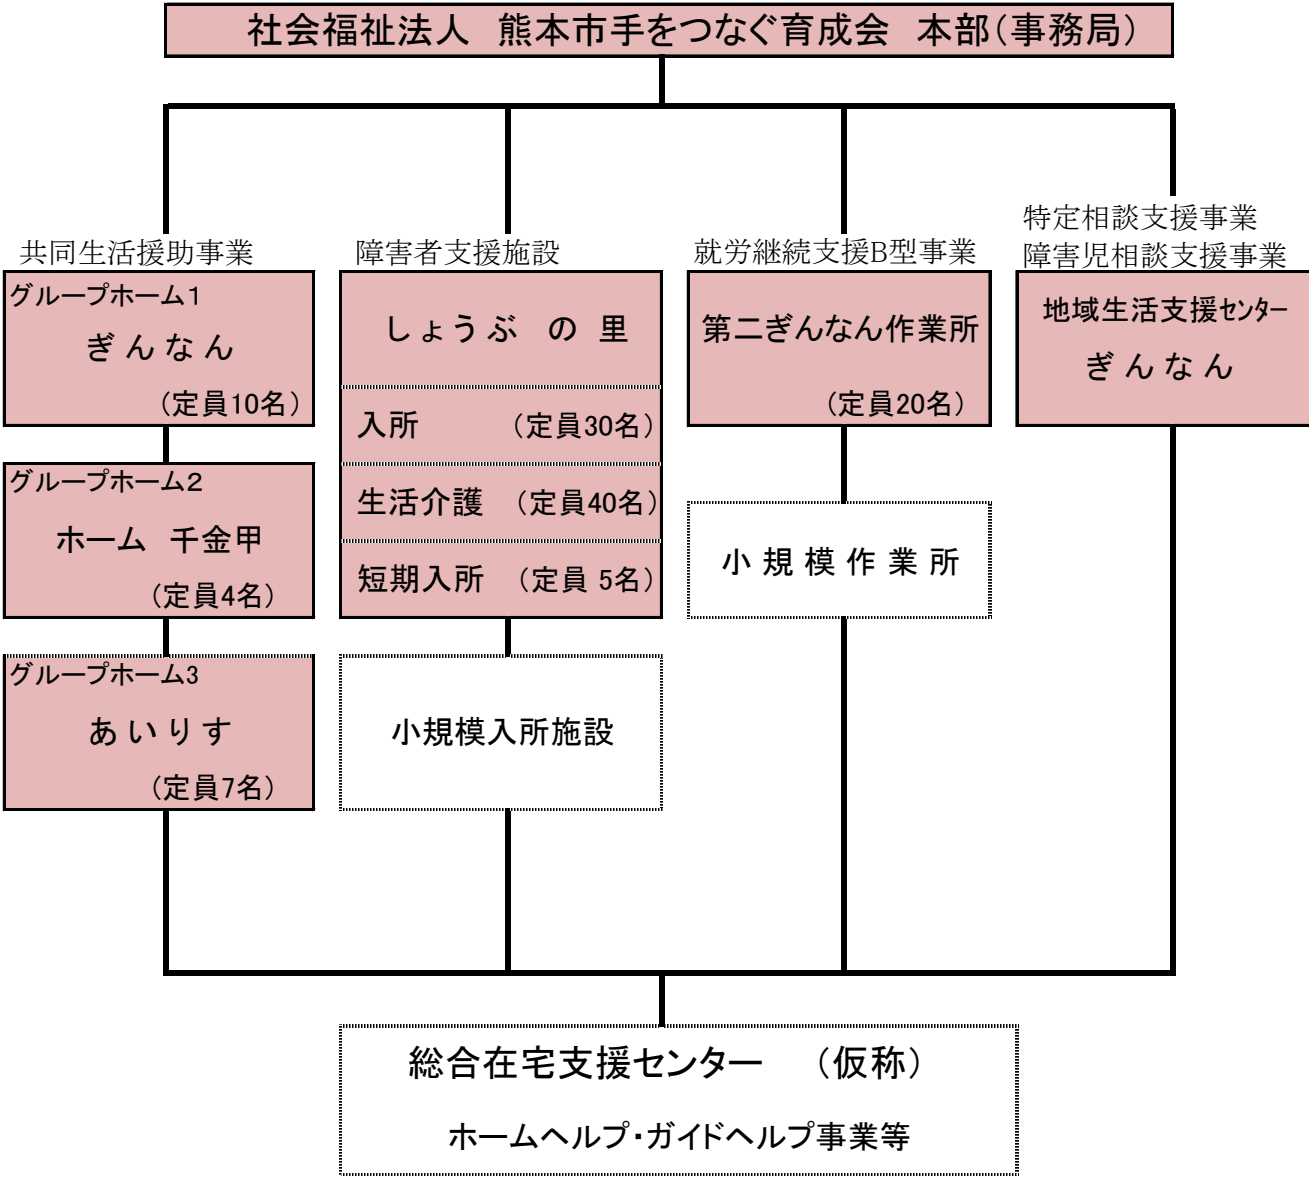 社会福祉法人　熊本市手をつなぐ育成会　本部（事務局）
共同生活援助事業
グループホーム1
ぎ ん な ん
（定員10名）
グループホーム2
ホーム　千金甲
（定員4名）
グループホーム3
あ い り す
（定員7名）
障害者支援施設
しょうぶ の 里
入所　（定員30名）
生活介護　（定員40名）
短期入所　（定員 5名）
小規模入所施設
就労継続支援B型事業
第二ぎんなん作業所
（定員20名）
小 規 模 作 業 所
特定相談支援事業
障害児相談支援事業
地域生活支援センター
ぎ ん な ん
総合在宅支援センター　（仮称）
ホームヘルプ・ガイドヘルプ事業等